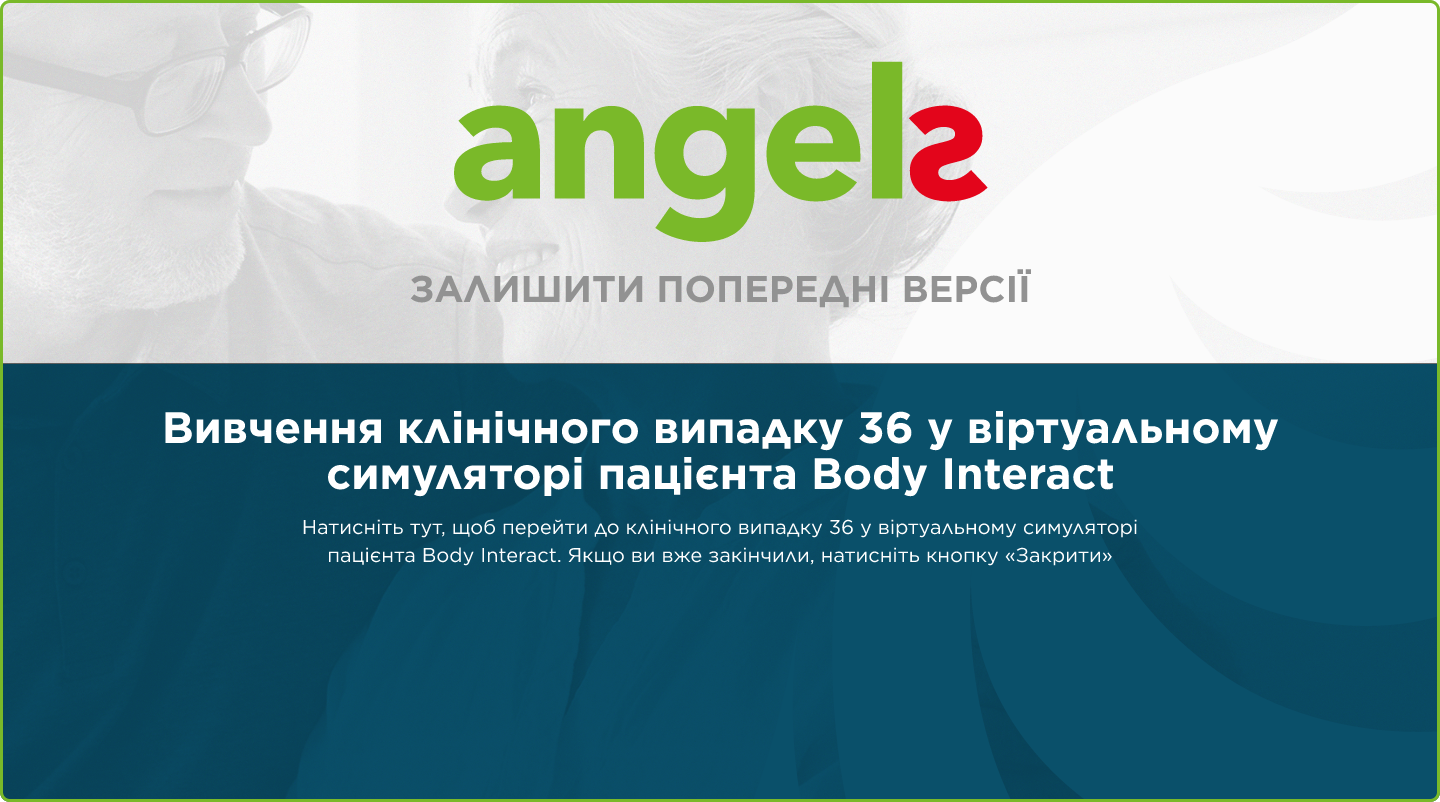 angels
ЗАЛИШИТИ ПОПЕРЕДНІ ВЕРСІЇ
Вивчення клінічного випадку 36 у віртуальному
симуляторі пацієнта Body Interact
Натисніть тут, щоб перейти до клінічного випадку 36 у віртуальному симуляторі
пацієнта Body Interact. Якщо ви вже закінчили, натисніть кнопку «Закрити»